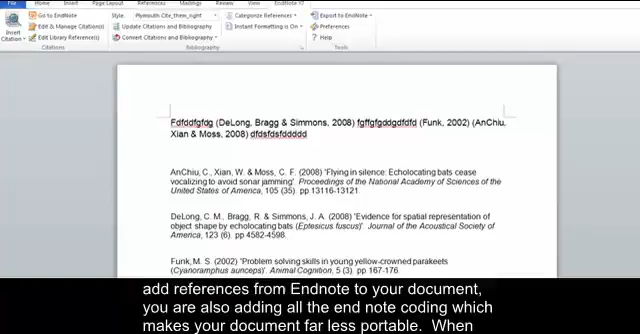 File Home Insert Page Layout References Mailings Review View EndNote
Go to EndNote Style: Plymouth Cite_them_right Categorize References Export to EndNote
Insert Citation Edit & Manage Citation(s) Update Citations and Bibliography Instant Formatting is On Preferences
Edit Library Reference(s) Convert Citations and Bibliography Help
Citations Bibliography Tools
Fdfddfgfdg (DeLong, Bragg & Simmons, 2008) fgffgfgddgdfdfd (Funk, 2002) (AnChiu,
Xian & Moss, 2008) dfdsfdsfddddd
AnChiu, C., Xian, W. & Moss, C. F. (2008) 'Flying in silence: Echolocating bats cease
vocalizing to avoid sonar jamming'. Proceedings of the National Academy of Sciences of the
United States of America, 105 (35). pp 13116-13121.
DeLong, C. M., Bragg, R. & Simmons, J. A. (2008) 'Evidence for spatial representation of
object shape by echolocating bats (Eptesicus fuscus)'. Journal of the Acoustical Society of
America, 123 (6). pp 4582-4598.
Funk, M. S. (2002) 'Problem solving skills in young yellow-crowned parakeets
(Cyanoramphus auriceps)'. Animal Cognition, 5 (3). pp 167-176.
add references from Endnote to your document,
you are also adding all the end note coding which
makes your document far less portable. When